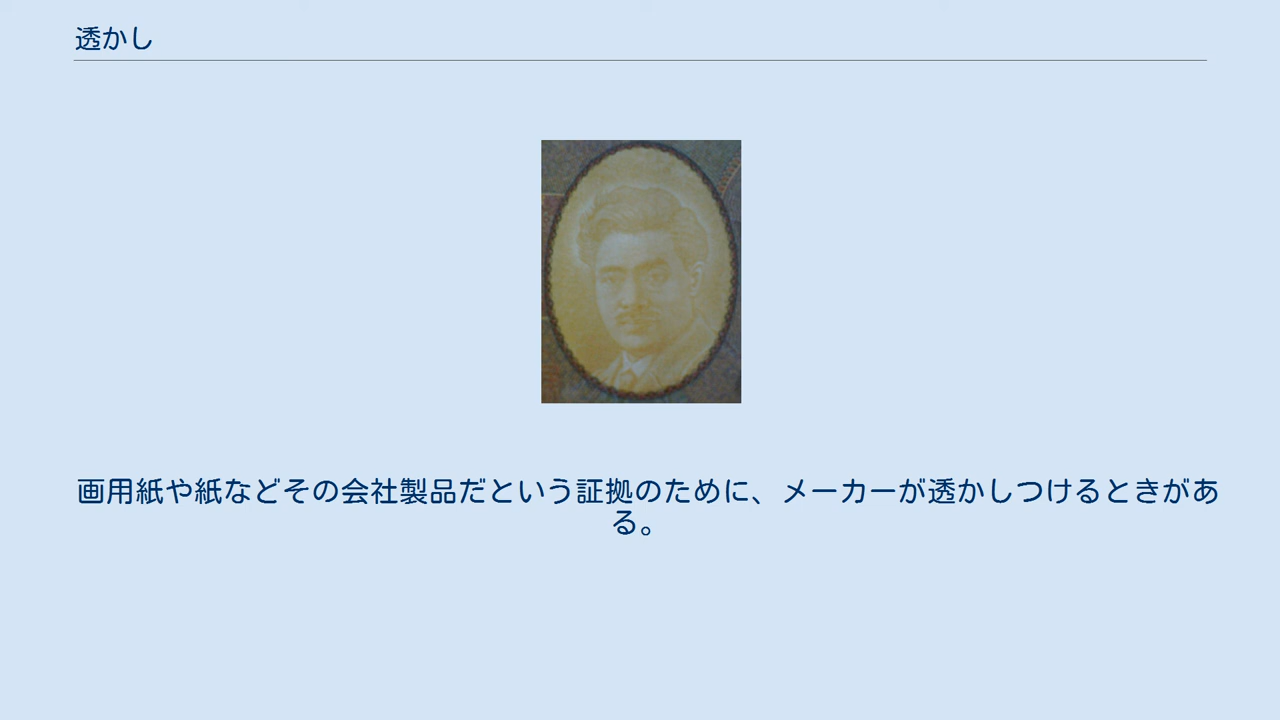 透かし
画用紙や紙などその会社製品だという証拠のために、メーカーが透かしつけるときがあ
る。